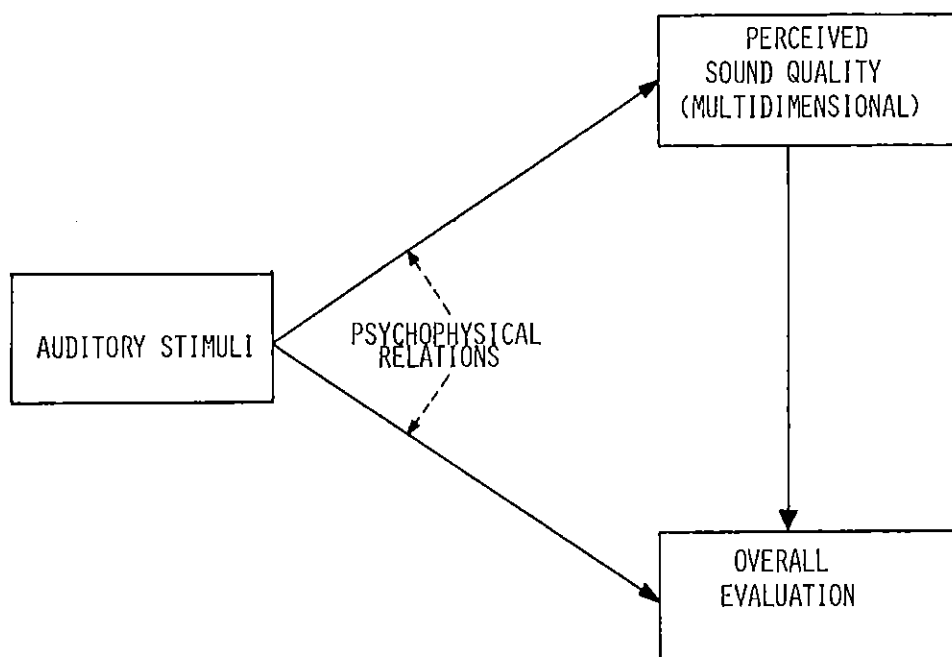 PERCEIVED
SOUND QUALITY
(MULTIDIMENSIONAL)
AUDITORY STIMULI
PSYCHOPHYSICAL
RELATIONS
OVERALL
EVALUATION